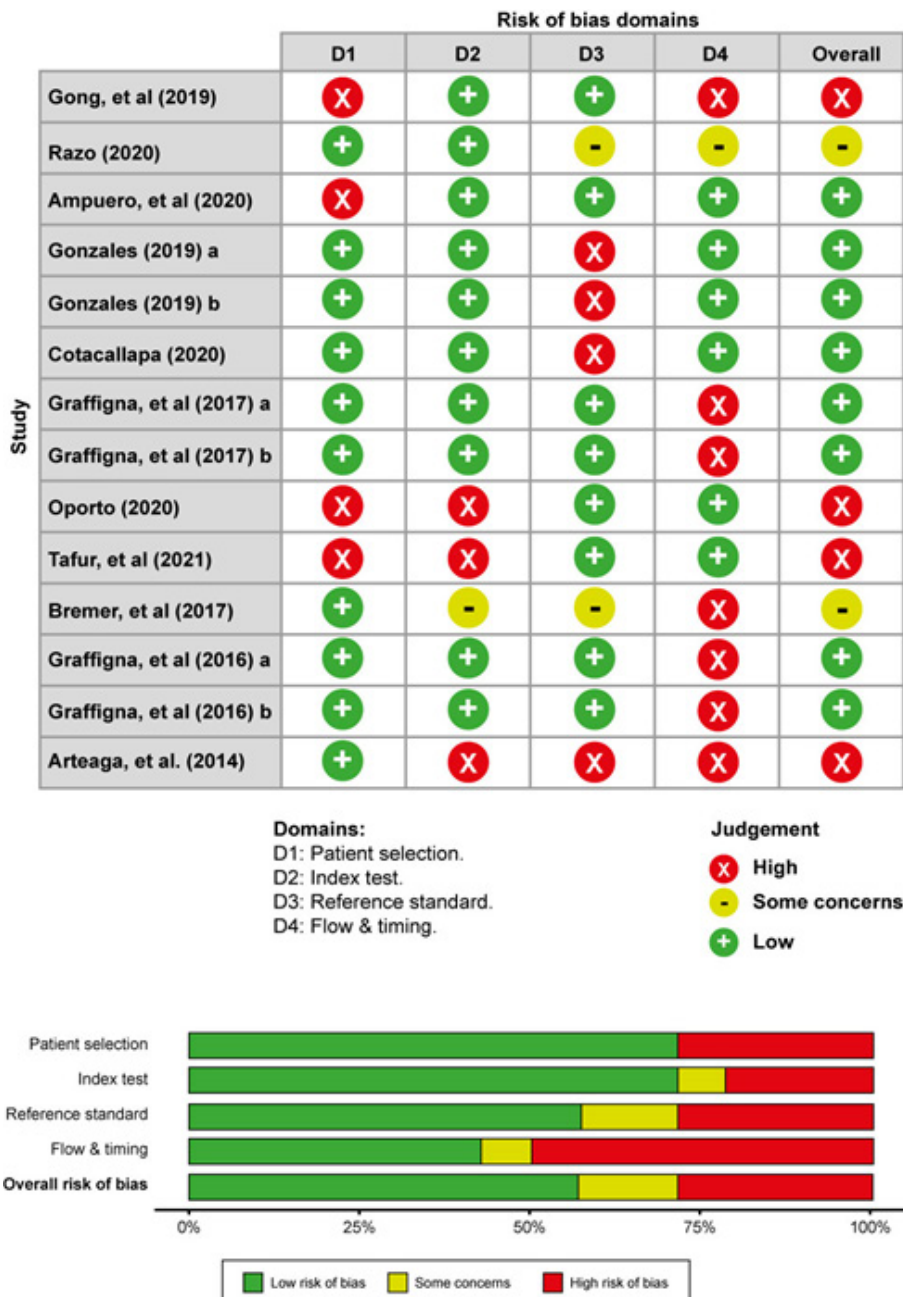 Risk of bias domains
D1 D2 D3 D4 Overall
Study
Gong, et al (2019) X + + X X
Razo (2020) + + - - -
Ampuero, et al (2020) X + + + +
Gonzales (2019) a + + X + +
Gonzales (2019) b + + X + +
Cotacallapa (2020) + + X + +
Graffigna, et al (2017) a + + + X +
Graffigna, et al (2017) b + + + X +
Oporto (2020) X X + + X
Tafur, et al (2021) X X + + X
Bremer, et al (2017) + - - X -
Graffigna, et al (2016) a + + + X +
Graffigna, et al (2016) b + + + X +
Arteaga, et al. (2014) + X X X X
Domains:
D1: Patient selection.
D2: Index test.
D3: Reference standard.
D4: Flow & timing.
Judgement
X High
- Some concerns
+ Low
Patient selection
Index test
Reference standard
Flow & timing
Overall risk of bias
0% 25% 50% 75% 100%
Low risk of bias Some concerns High risk of bias